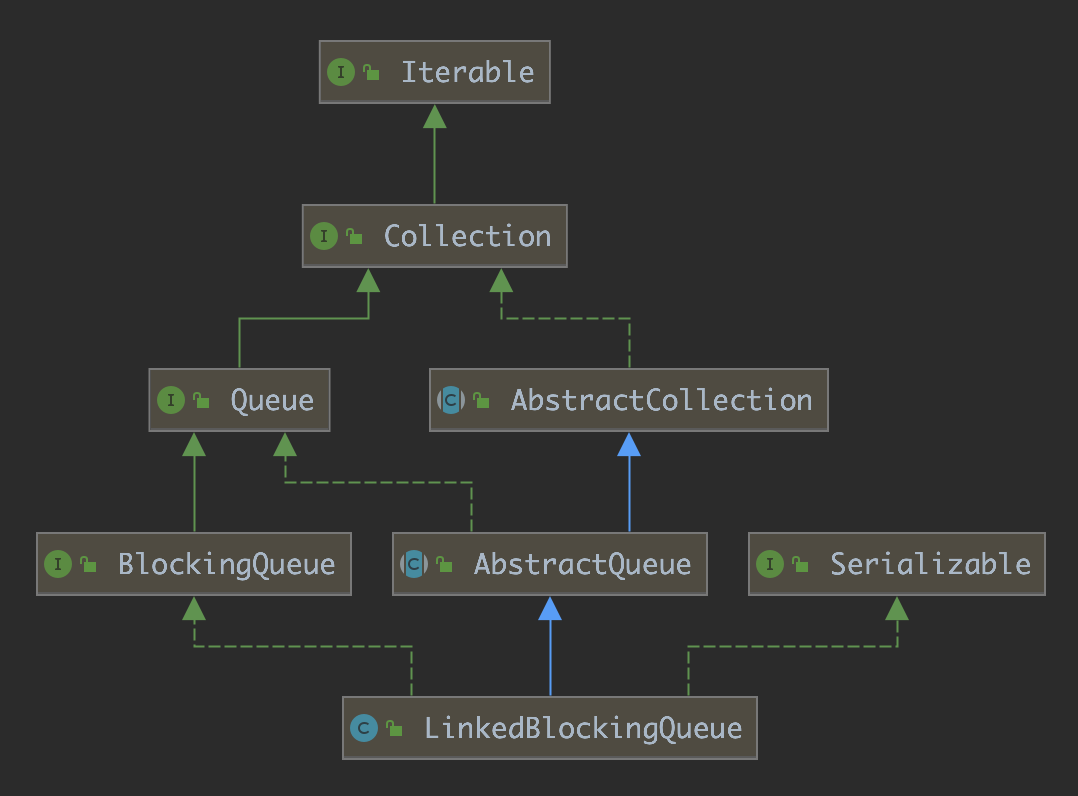 I Iterable
I Collection
I Queue
C AbstractCollection
I BlockingQueue
C AbstractQueue
I Serializable
C LinkedBlockingQueue